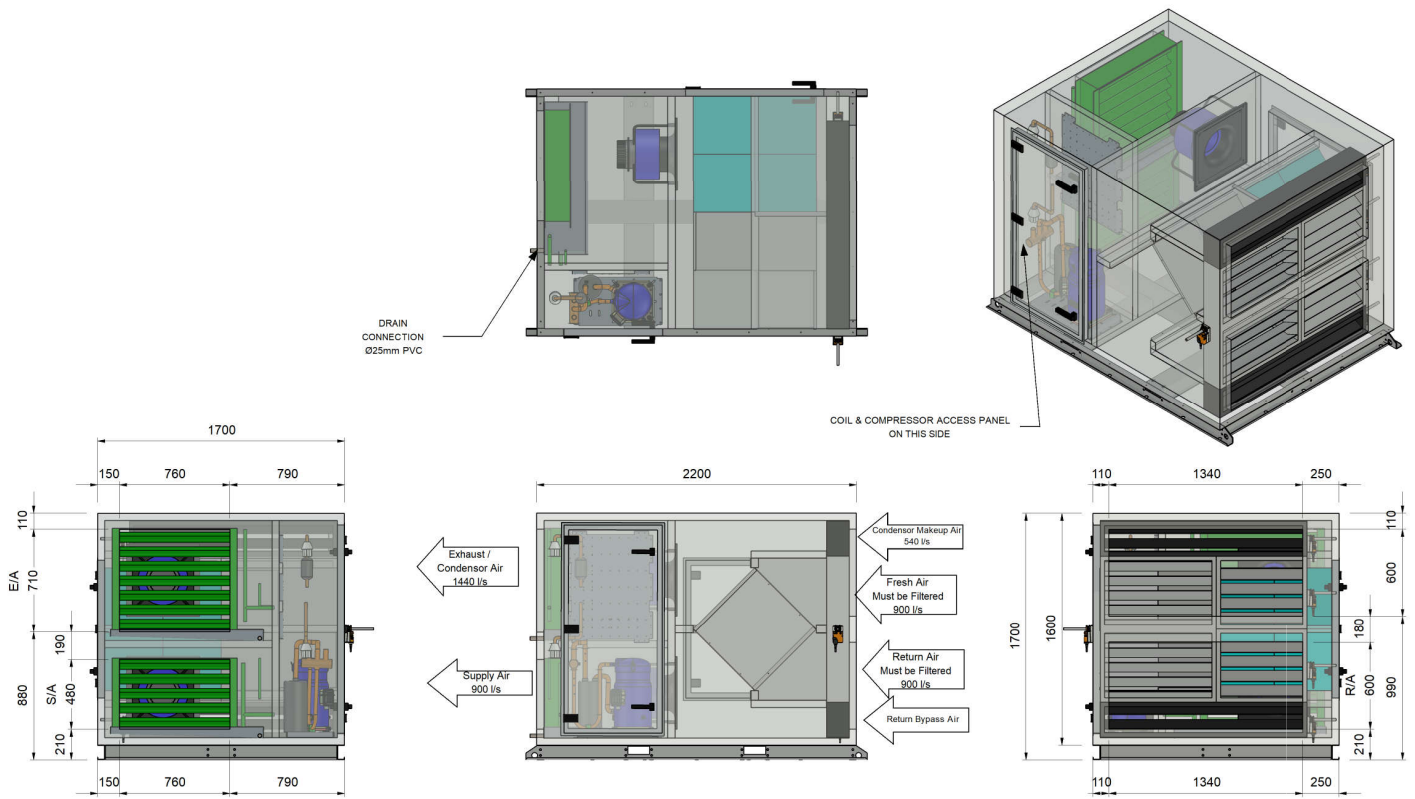 DRAIN
CONNECTION
Ø25mm PVC
COIL & COMPRESSOR ACCESS PANEL
ON THIS SIDE
1700
150
760
790
110
710
E/A
190
880
S/A
480
210
150
760
790
Exhaust /
Condensor Air
1440 l/s
Supply Air
900 l/s
2200
Condensor Makeup Air
540 l/s
Fresh Air
Must be Filtered
900 l/s
Return Air
Must be Filtered
900 l/s
Return Bypass Air
110
1340
250
1700
1600
110
600
180
R/A
600
990
210
110
1340
250